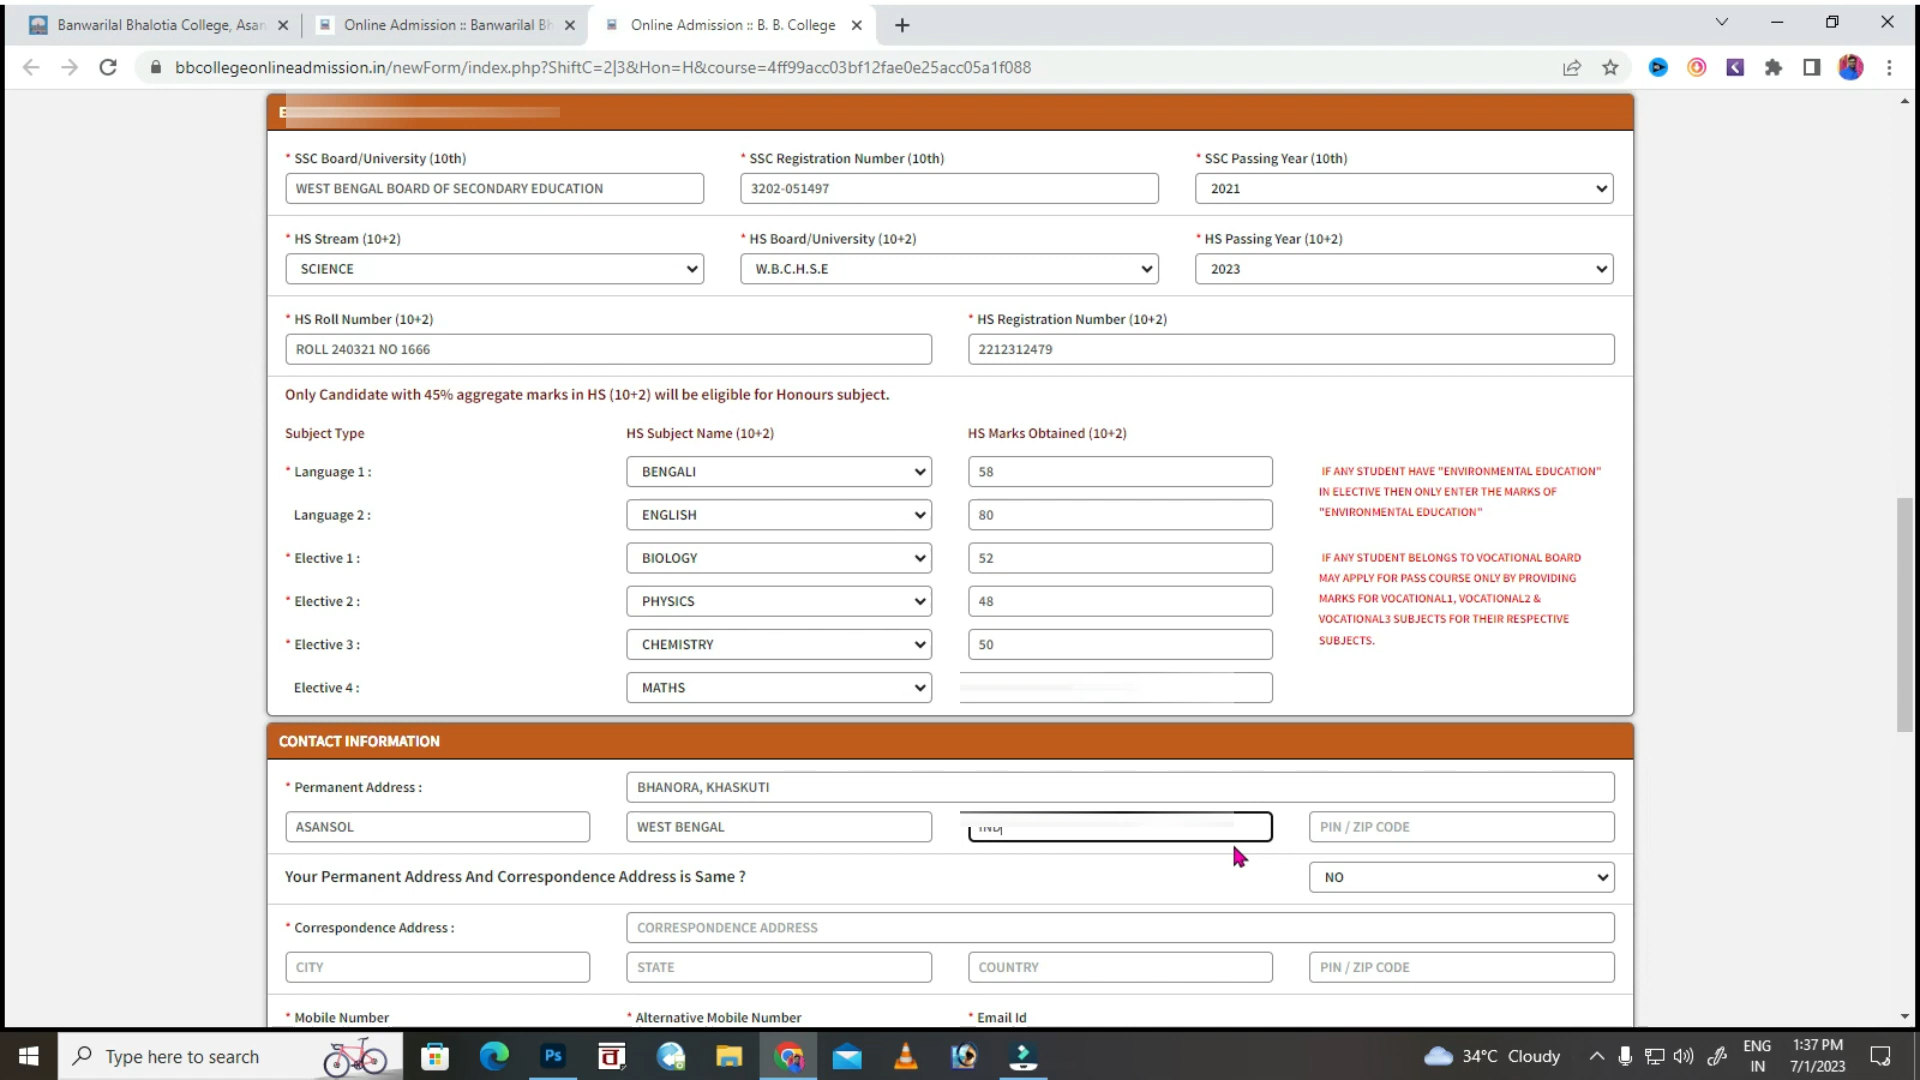 Banwarilal Bhalotia College, Asan
Online Admission :: Banwarilal Bh
Online Admission :: B. B. College
bbcollegeonlineadmission.in/newForm/index.php?ShiftC=2|3&Hon=H&course=4ff99acc03bf12fae0e25acc05a1f088
* SSC Board/University (10th) * SSC Registration Number (10th) * SSC Passing Year (10th)
WEST BENGAL BOARD OF SECONDARY EDUCATION 3202-051497 2021
* HS Stream (10+2) * HS Board/University (10+2) * HS Passing Year (10+2)
SCIENCE W.B.C.H.S.E 2023
* HS Roll Number (10+2) * HS Registration Number (10+2)
ROLL 240321 NO 1666 2212312479
Only Candidate with 45% aggregate marks in HS (10+2) will be eligible for Honours subject.
Subject Type HS Subject Name (10+2) HS Marks Obtained (10+2)
* Language 1 : BENGALI 58
Language 2 : ENGLISH 80
* Elective 1 : BIOLOGY 52
* Elective 2 : PHYSICS 48
* Elective 3 : CHEMISTRY 50
Elective 4 : MATHS
IF ANY STUDENT HAVE "ENVIRONMENTAL EDUCATION"
IN ELECTIVE THEN ONLY ENTER THE MARKS OF
"ENVIRONMENTAL EDUCATION"
IF ANY STUDENT BELONGS TO VOCATIONAL BOARD
MAY APPLY FOR PASS COURSE ONLY BY PROVIDING
MARKS FOR VOCATIONAL1, VOCATIONAL2 &
VOCATIONAL3 SUBJECTS FOR THEIR RESPECTIVE
SUBJECTS.
CONTACT INFORMATION
* Permanent Address : BHANORA, KHASKUTI
ASANSOL WEST BENGAL IND PIN / ZIP CODE
Your Permanent Address And Correspondence Address is Same ? NO
* Correspondence Address : CORRESPONDENCE ADDRESS
CITY STATE COUNTRY PIN / ZIP CODE
* Mobile Number * Alternative Mobile Number * Email Id
Type here to search
Ps
34°C Cloudy
ENG
IN
1:37 PM
7/1/2023